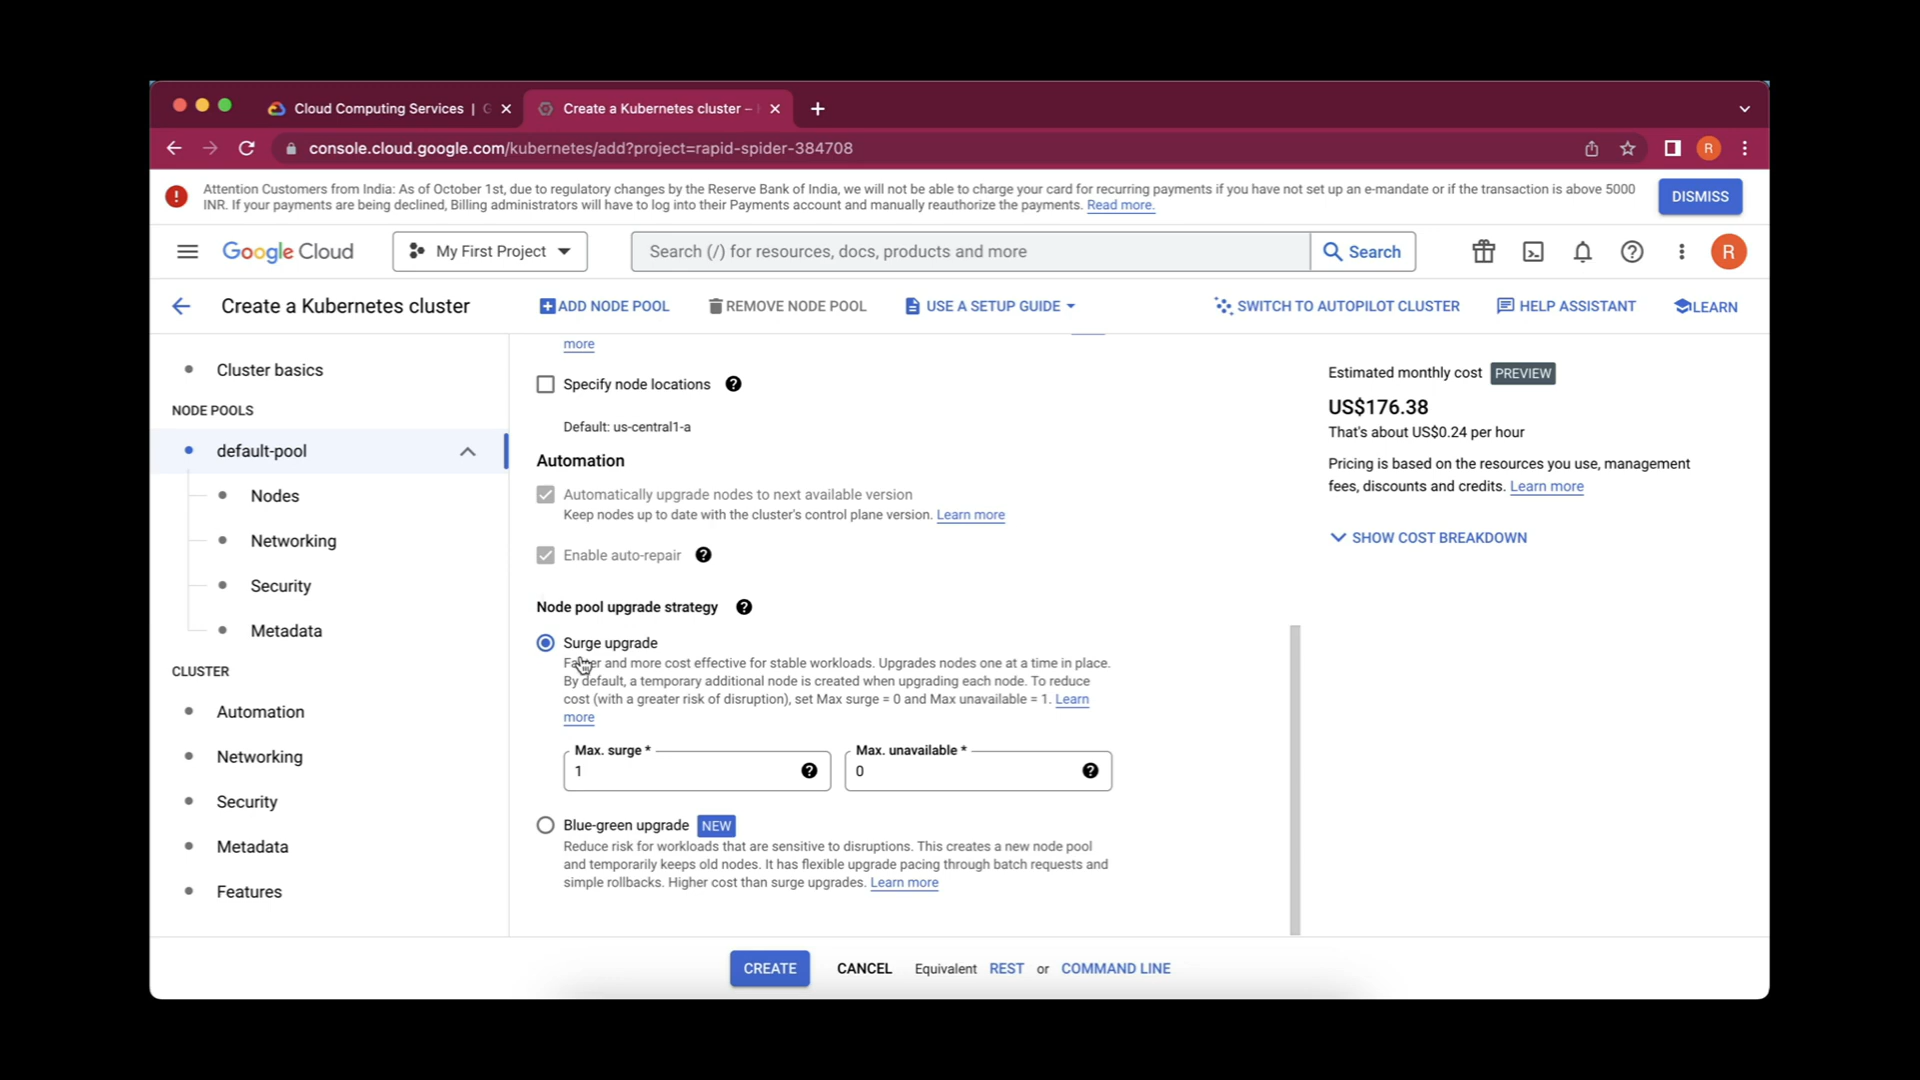 Cloud Computing Services | G
Create a Kubernetes cluster –
console.cloud.google.com/kubernetes/add?project=rapid-spider-384708
R
Attention Customers from India: As of October 1st, due to regulatory changes by the Reserve Bank of India, we will not be able to charge your card for recurring payments if you have not set up an e-mandate or if the transaction is above 5000
INR. If your payments are being declined, Billing administrators will have to log into their Payments account and manually reauthorize the payments. Read more.
DISMISS
Google Cloud
My First Project
Search (/) for resources, docs, products and more
Search
R
Create a Kubernetes cluster
ADD NODE POOL
REMOVE NODE POOL
USE A SETUP GUIDE
SWITCH TO AUTOPILOT CLUSTER
HELP ASSISTANT
LEARN
Cluster basics
NODE POOLS
default-pool
Nodes
Networking
Security
Metadata
CLUSTER
Automation
Networking
Security
Metadata
Features
more
Specify node locations
Default: us-central1-a
Automation
Automatically upgrade nodes to next available version
Keep nodes up to date with the cluster's control plane version. Learn more
Enable auto-repair
Node pool upgrade strategy
Surge upgrade
and more cost effective for stable workloads. Upgrades nodes one at a time in place.
By default, a temporary additional node is created when upgrading each node. To reduce
cost (with a greater risk of disruption), set Max surge = 0 and Max unavailable = 1. Learn
more
Max. surge *
1
Max. unavailable *
0
Blue-green upgrade NEW
Reduce risk for workloads that are sensitive to disruptions. This creates a new node pool
and temporarily keeps old nodes. It has flexible upgrade pacing through batch requests and
simple rollbacks. Higher cost than surge upgrades. Learn more
Estimated monthly cost PREVIEW
US$176.38
That's about US$0.24 per hour
Pricing is based on the resources you use, management
fees, discounts and credits. Learn more
SHOW COST BREAKDOWN
CREATE
CANCEL
Equivalent REST or COMMAND LINE